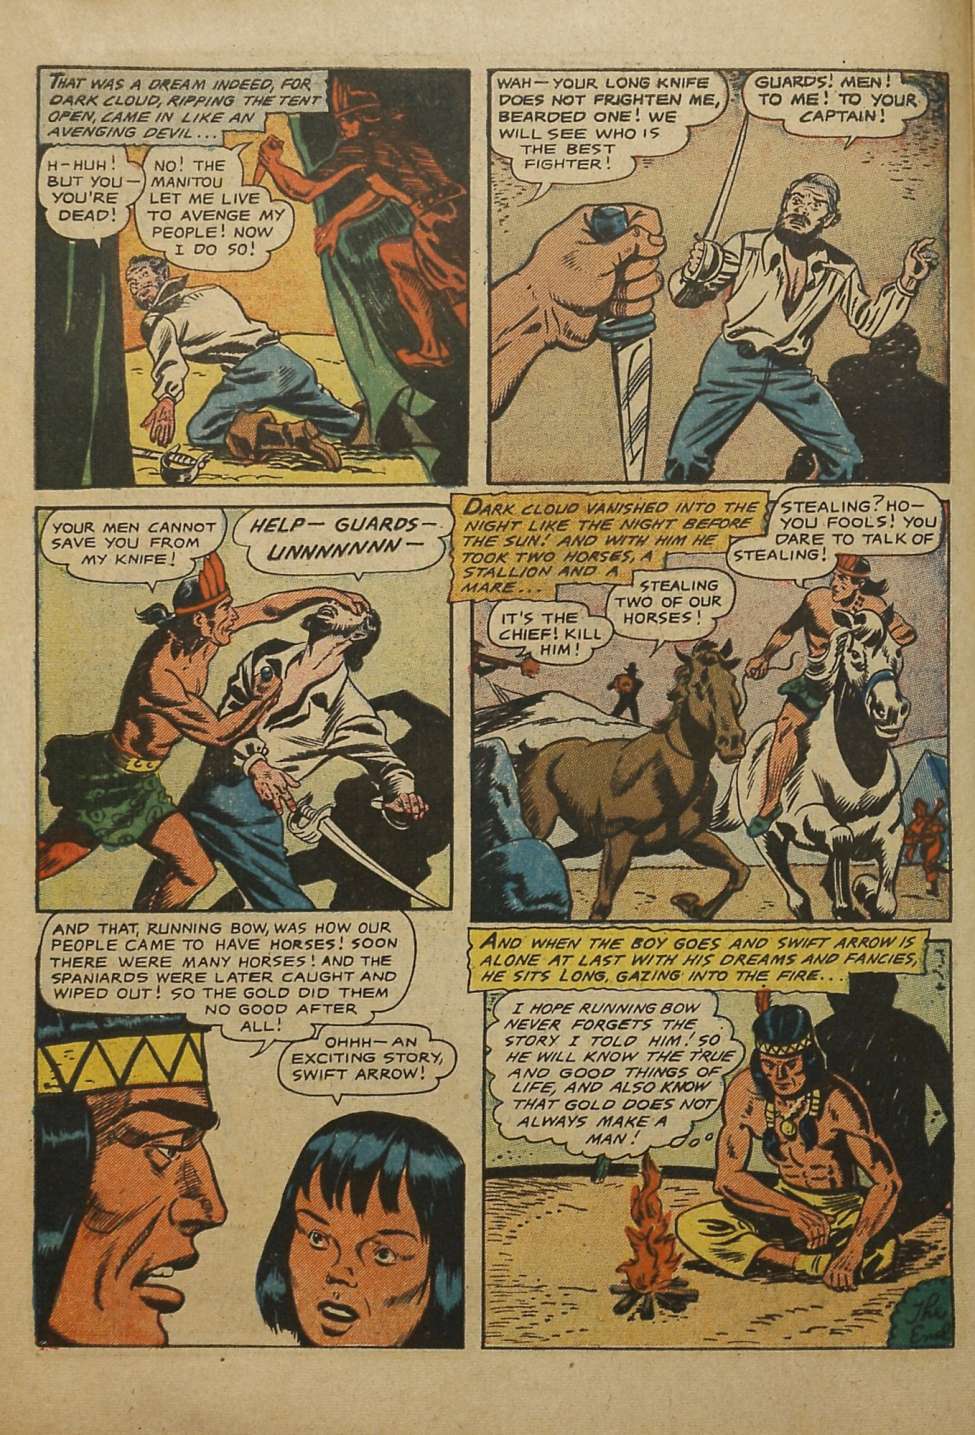 THAT WAS A DREAM INDEED, FOR
DARK CLOUD, RIPPING THE TENT
OPEN, CAME IN LIKE AN
AVENGING DEVIL...
H-HUH!
BUT YOU—
YOU'RE
DEAD!
NO! THE
MANITOU
LET ME LIVE
TO AVENGE MY
PEOPLE! NOW
I DO SO!
WAH—YOUR LONG KNIFE
DOES NOT FRIGHTEN ME,
BEARDED ONE! WE
WILL SEE WHO IS
THE BEST
FIGHTER!
GUARDS! MEN!
TO ME! TO YOUR
CAPTAIN!
YOUR MEN CANNOT
SAVE YOU FROM
MY KNIFE!
HELP— GUARDS—
UNNNNNNN—
DARK CLOUD VANISHED INTO THE
NIGHT LIKE THE NIGHT BEFORE
THE SUN! AND WITH HIM HE
TOOK TWO HORSES, A
STALLION AND A
MARE...
IT'S THE
CHIEF! KILL
HIM!
STEALING
TWO OF OUR
HORSES!
STEALING? HO—
YOU FOOLS! YOU
DARE TO TALK OF
STEALING!
AND THAT, RUNNING BOW, WAS HOW OUR
PEOPLE CAME TO HAVE HORSES! SOON
THERE WERE MANY HORSES! AND THE
SPANIARDS WERE LATER CAUGHT AND
WIPED OUT! SO THE GOLD DID THEM
NO GOOD AFTER
ALL!
OHHH—AN
EXCITING STORY,
SWIFT ARROW!
AND WHEN THE BOY GOES AND SWIFT ARROW IS
ALONE AT LAST WITH HIS DREAMS AND FANCIES,
HE SITS LONG, GAZING INTO THE FIRE...
I HOPE RUNNING BOW
NEVER FORGETS THE
STORY I TOLD HIM! SO
HE WILL KNOW THE TRUE
AND GOOD THINGS OF
LIFE, AND ALSO KNOW
THAT GOLD DOES NOT
ALWAYS MAKE A
MAN!
The
End